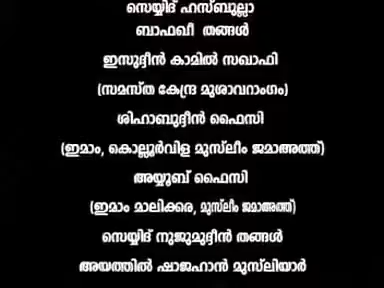 സെയ്യിദ് ഹസ്ബുല്ലാ
ബാഫഖീ തങ്ങൾ
ഇസുദ്ദീൻ കാമിൽ സഖാഫി
(സമസ്ത കേന്ദ്ര മുശാവറാംഗം)
ശിഹാബുദ്ദീൻ ഫൈസി
(ഇമാം, കൊല്ലൂർവിള മുസ്ലീം ജമാഅത്ത്)
അയ്യൂബ് ഫൈസി
(ഇമാം മാലിക്കര, മുസ്ലീം ജമാഅത്ത്)
സെയ്യിദ് നുജുമുദ്ദീൻ തങ്ങൾ
അയത്തിൽ ഷാജഹാൻ മുസ്ലിയാർ